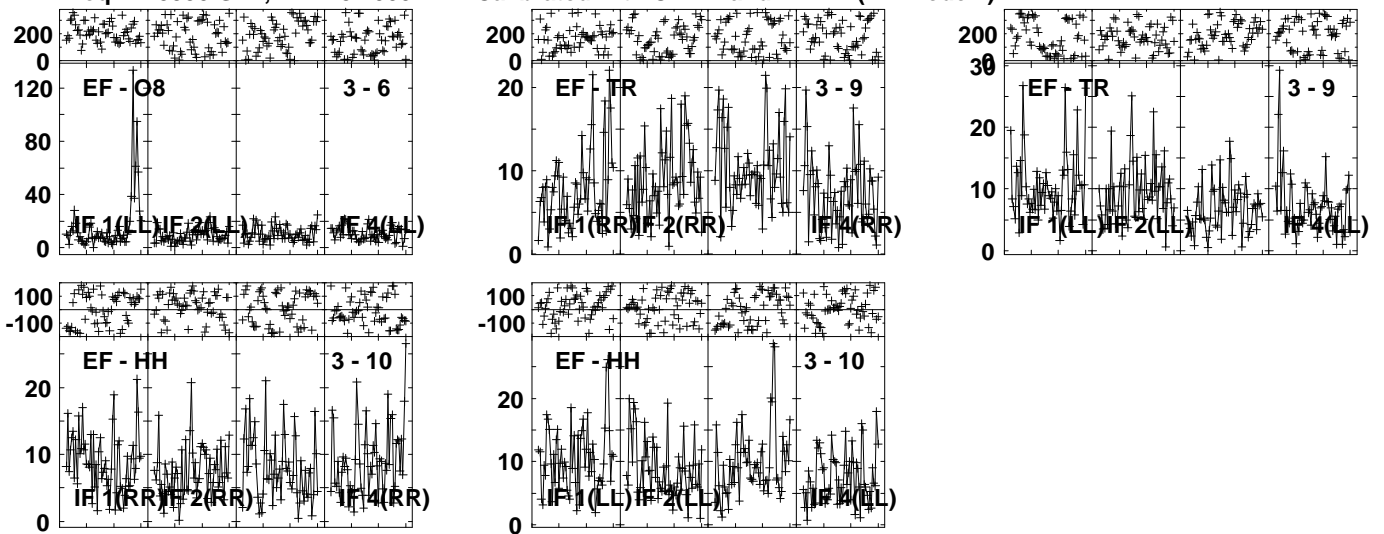 200
0
120
80
40
0
EF - O8
3 - 6
IF 1(LL)
IF 2(LL)
IF 4(LL)
200
0
20
10
0
EF - TR
3 - 9
IF 1(RR)
IF 2(RR)
IF 4(RR)
200
0
30
20
10
0
EF - TR
3 - 9
IF 1(LL)
IF 2(LL)
IF 4(LL)
100
-100
20
10
0
EF - HH
3 - 10
IF 1(RR)
IF 2(RR)
IF 4(RR)
100
-100
20
10
0
EF - HH
3 - 10
IF 1(LL)
IF 2(LL)
IF 4(LL)